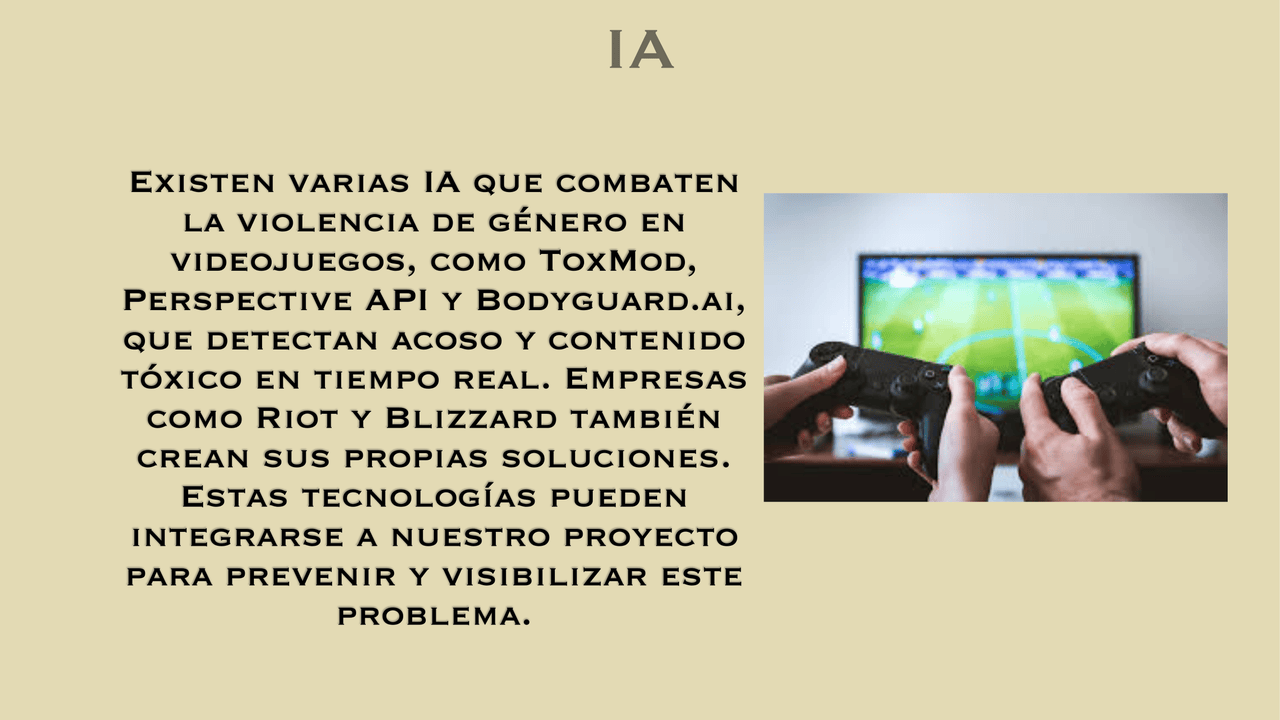 IA
Existen varias IA que combaten
la violencia de género en
videojuegos, como ToxMod,
Perspective API y Bodyguard.ai,
que detectan acoso y contenido
tóxico en tiempo real. Empresas
como Riot y Blizzard también
crean sus propias soluciones.
Estas tecnologías pueden
integrarse a nuestro proyecto
para prevenir y visibilizar este
problema.